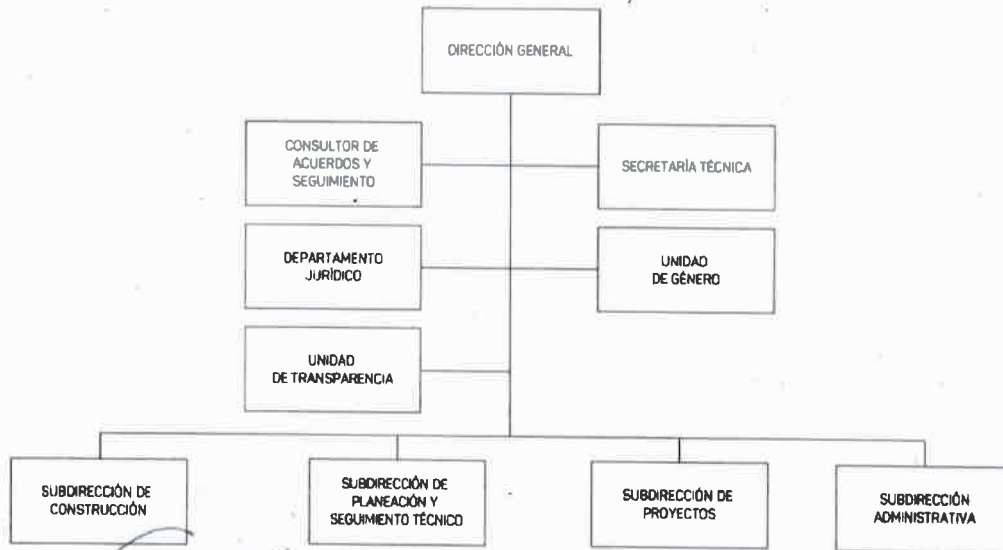 DIRECCIÓN GENERAL
CONSULTOR DE
ACUERDOS Y
SEGUIMIENTO
SECRETARÍA TÉCNICA
DEPARTAMENTO
JURÍDICO
UNIDAD
DE GÉNERO
UNIDAD
DE TRANSPARENCIA
SUBDIRECCIÓN DE
CONSTRUCCIÓN
SUBDIRECCIÓN DE
PLANEACIÓN Y
SEGUIMIENTO TÉCNICO
SUBDIRECCIÓN DE
PROYECTOS
SUBDIRECCIÓN
ADMINISTRATIVA